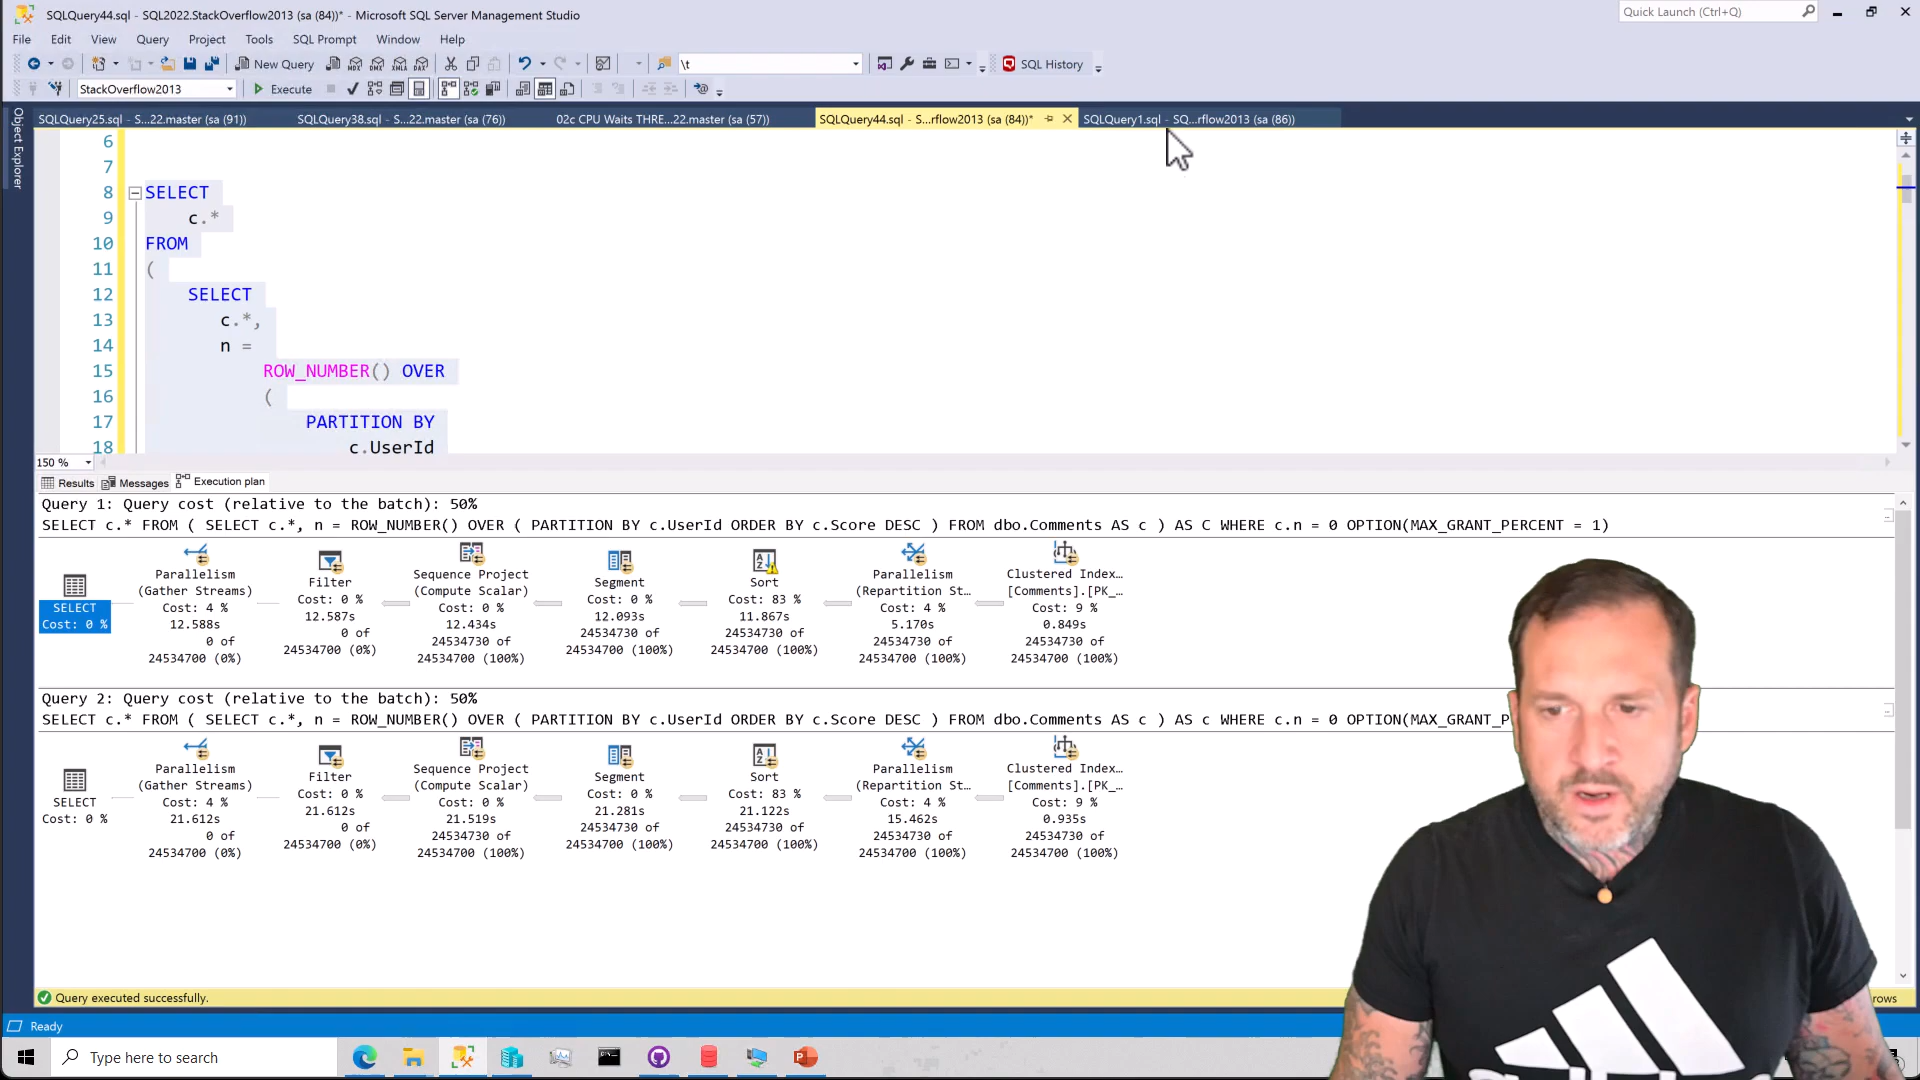 SQLQuery44.sql - SQL2022.StackOverflow2013 (sa (84))* - Microsoft SQL Server Management Studio
Quick Launch (Ctrl+Q)
File Edit View Query Project Tools SQL Prompt Window Help
New Query
\t
SQL History
StackOverflow2013
Execute
Object Explorer
SQLQuery25.sql - S...22.master (sa (91))
SQLQuery38.sql - S...22.master (sa (76))
02c CPU Waits THRE...22.master (sa (57))
SQLQuery44.sql - S...rflow2013 (sa (84))*
SQLQuery1.sql - SQ...rflow2013 (sa (86))
6
7
8 SELECT
9 c.*
10 FROM
11 (
12 SELECT
13 c.*,
14 n =
15 ROW_NUMBER() OVER
16 (
17 PARTITION BY
18 c.UserId
150 %
Results Messages Execution plan
Query 1: Query cost (relative to the batch): 50%
SELECT c.* FROM ( SELECT c.*, n = ROW_NUMBER() OVER ( PARTITION BY c.UserId ORDER BY c.Score DESC ) FROM dbo.Comments AS c ) AS C WHERE c.n = 0 OPTION(MAX_GRANT_PERCENT = 1)
SELECT
Cost: 0 %
Parallelism
(Gather Streams)
Cost: 4 %
12.588s
0 of
24534700 (0%)
Filter
Cost: 0 %
12.587s
0 of
24534700 (0%)
Sequence Project
(Compute Scalar)
Cost: 0 %
12.434s
24534730 of
24534700 (100%)
Segment
Cost: 0 %
12.093s
24534730 of
24534700 (100%)
Sort
Cost: 83 %
11.867s
24534730 of
24534700 (100%)
Parallelism
(Repartition St...
Cost: 4 %
5.170s
24534730 of
24534700 (100%)
Clustered Index...
[Comments].[PK_...
Cost: 9 %
0.849s
24534730 of
24534700 (100%)
Query 2: Query cost (relative to the batch): 50%
SELECT c.* FROM ( SELECT c.*, n = ROW_NUMBER() OVER ( PARTITION BY c.UserId ORDER BY c.Score DESC ) FROM dbo.Comments AS c ) AS c WHERE c.n = 0 OPTION(MAX_GRANT_P
SELECT
Cost: 0 %
Parallelism
(Gather Streams)
Cost: 4 %
21.612s
0 of
24534700 (0%)
Filter
Cost: 0 %
21.612s
0 of
24534700 (0%)
Sequence Project
(Compute Scalar)
Cost: 0 %
21.519s
24534730 of
24534700 (100%)
Segment
Cost: 0 %
21.281s
24534730 of
24534700 (100%)
Sort
Cost: 83 %
21.122s
24534730 of
24534700 (100%)
Parallelism
(Repartition St...
Cost: 4 %
15.462s
24534730 of
24534700 (100%)
Clustered Index...
[Comments].[PK_...
Cost: 9 %
0.935s
24534730 of
24534700 (100%)
Query executed successfully.
rows
Ready
Type here to search